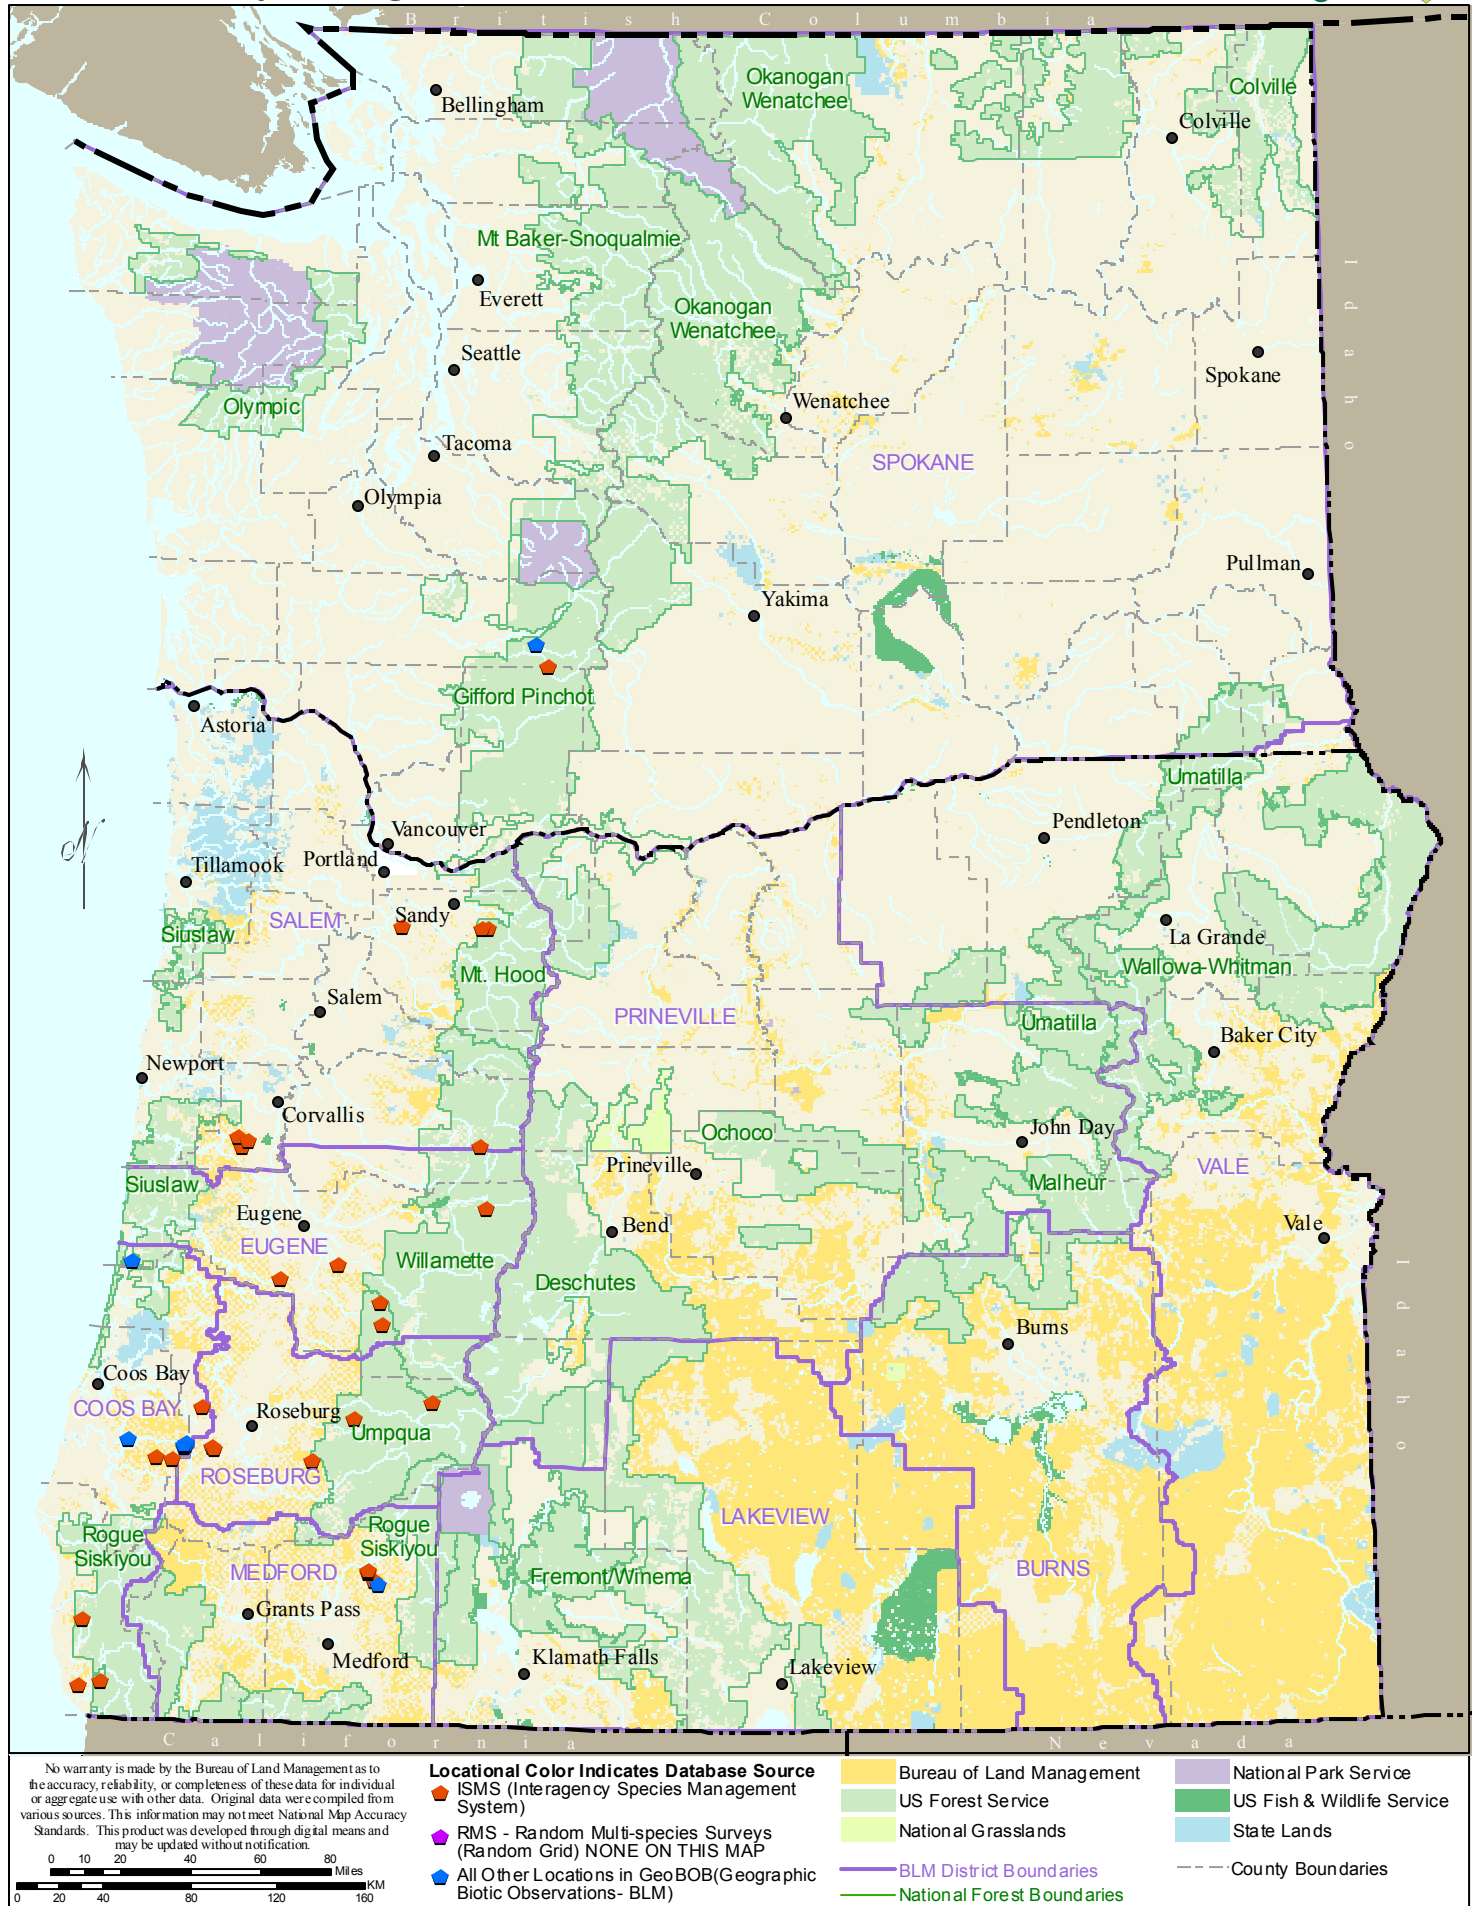 British Columbia
Okanogan
Wenatchee
Colville
Bellingham
Colville
Mt Baker-Snoqualmie
Everett
Okanogan
Wenatchee
Idaho
Seattle
Spokane
Olympic
Wenatchee
Tacoma
SPOKANE
Olympia
Pullman
Yakima
Gifford Pinchot
Astoria
Umatilla
Vancouver
Pendleton
Portland
Tillamook
Sandy
SALEM
Siuslaw
La Grande
Mt. Hood
Wallowa-Whitman
Salem
PRINEVILLE
Umatilla
Baker City
Newport
Corvallis
John Day
Ochoco
Prineville
VALE
Siuslaw
Malheur
Eugene
Bend
Vale
EUGENE
Willamette
Deschutes
Idaho
Burns
Coos Bay
COOS BAY
Roseburg
Umpqua
ROSEBURG
LAKEVIEW
Rogue
Siskiyou
Rogue
Siskiyou
MEDFORD
Fremont/Winema
BURNS
Grants Pass
Medford
Klamath Falls
Lakeview
California
Nevada
No warranty is made by the Bureau of Land Management as to
the accuracy, reliability, or completeness of these data for individual
or aggregate use with other data. Original data were compiled from
various sources. This information may not meet National Map Accuracy
Standards. This product was developed through digital means and
may be updated without notification.
0 10 20 40 60 80
Miles
KM
0 20 40 80 120 160
Locational Color Indicates Database Source
ISMS (Interagency Species Management
System)
RMS - Random Multi-species Surveys
(Random Grid) NONE ON THIS MAP
All Other Locations in GeoBOB(Geographic
Biotic Observations- BLM)
Bureau of Land Management
US Forest Service
National Grasslands
BLM District Boundaries
National Forest Boundaries
National Park Service
US Fish & Wildlife Service
State Lands
County Boundaries